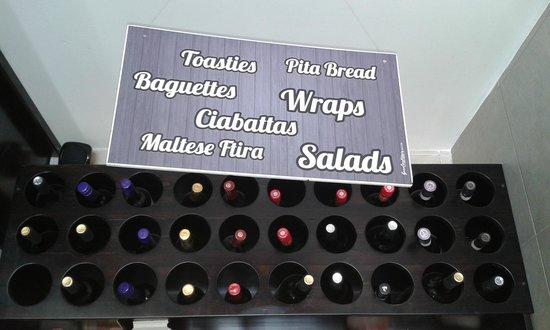 Toasties
Pita Bread
Baguettes
Wraps
Ciabattas
Maltese Ftira
Salads